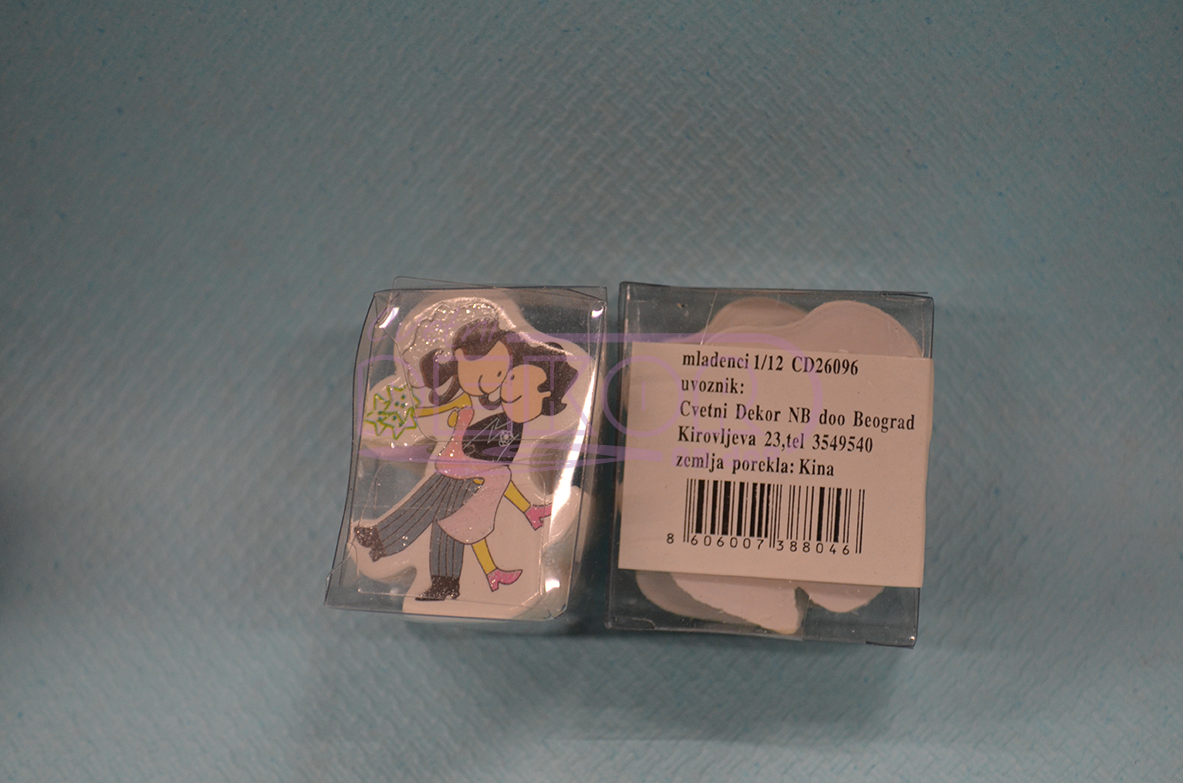 mladenci 1/12 CD26096
uvoznik:
Cvetni Dekor NB doo Beograd
Kirovljeva 23,tel 3549540
zemlja porekla: Kina
8 606007 388046